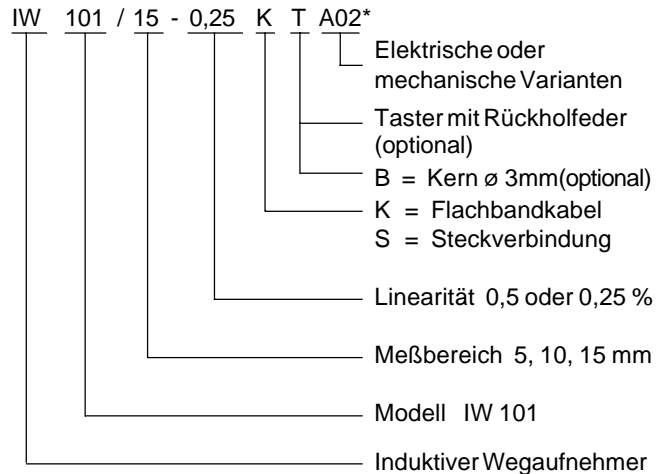 IW 101 / 15 - 0,25 K T A02*
Elektrische oder
mechanische Varianten
Taster mit Rückholfeder
(optional)
B = Kern ø 3mm(optional)
K = Flachbandkabel
S = Steckverbindung
Linearität 0,5 oder 0,25 %
Meßbereich 5, 10, 15 mm
Modell IW 101
Induktiver Wegaufnehmer